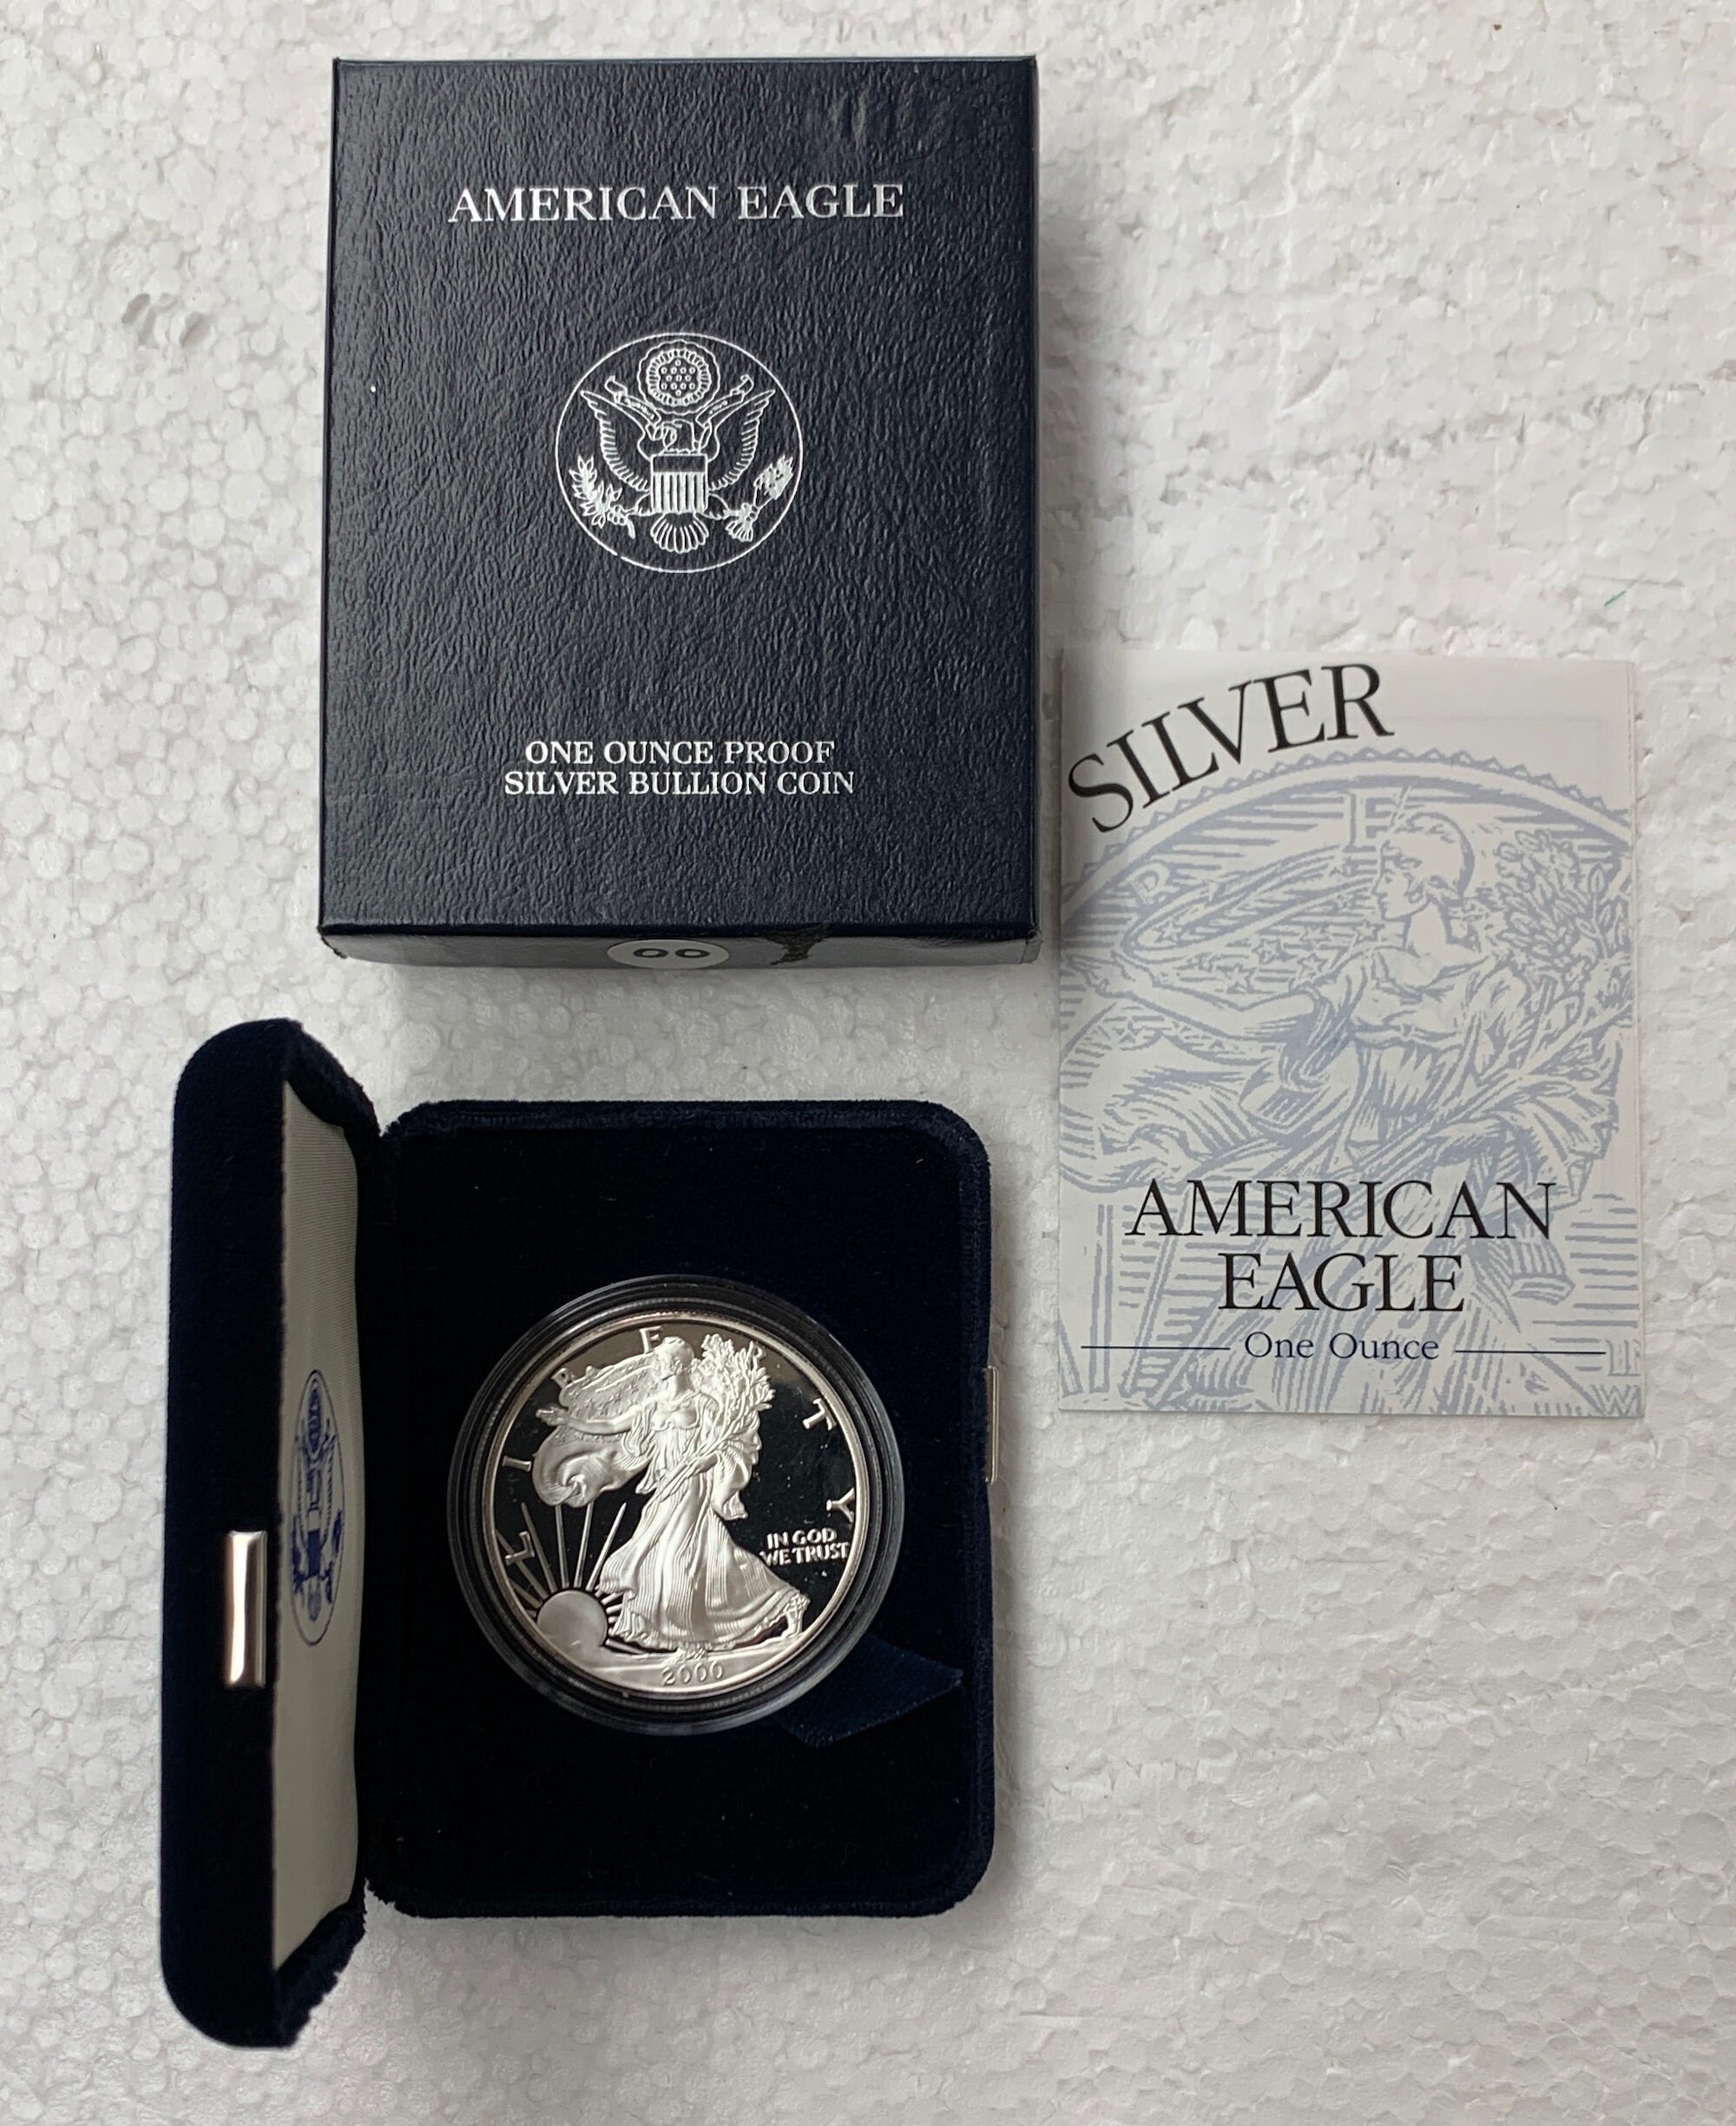 AMERICAN EAGLE
ONE OUNCE PROOF
SILVER BULLION COIN
00
SILVER
AMERICAN
EAGLE
One Ounce
LIBERTY
IN GOD
WE TRUST
2000